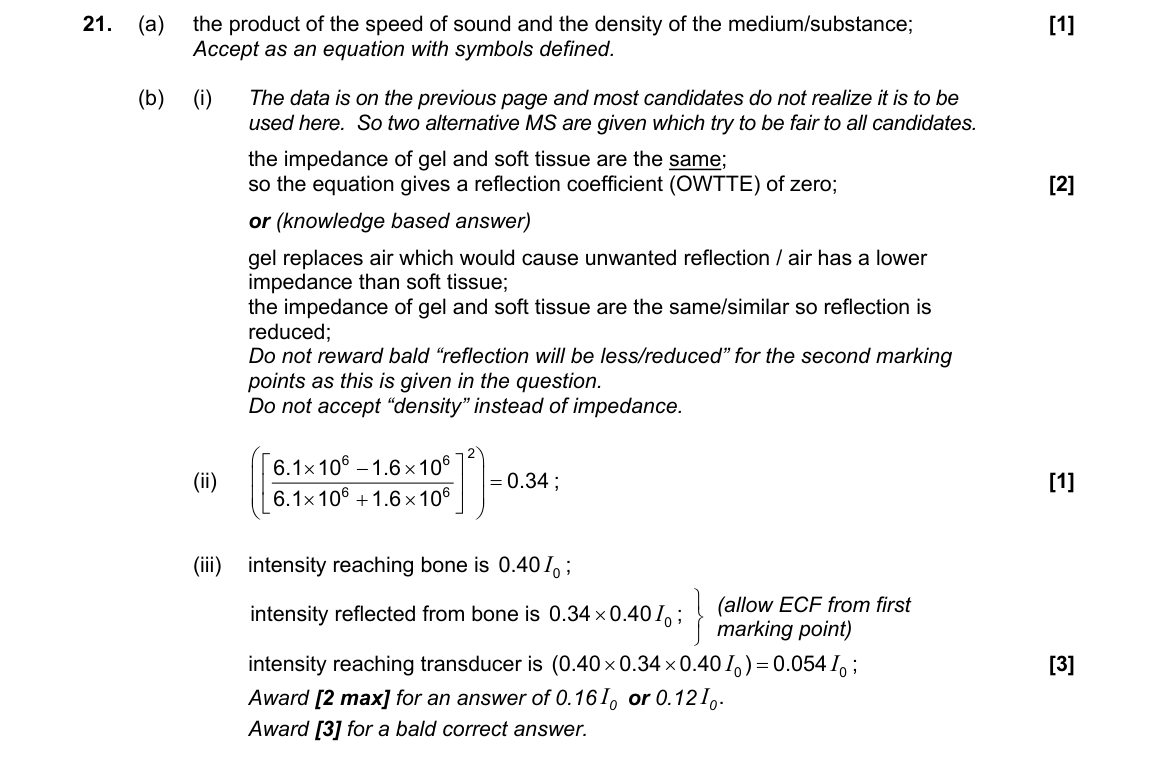 21. (a) the product of the speed of sound and the density of the medium/substance; [1]
Accept as an equation with symbols defined.
(b) (i) The data is on the previous page and most candidates do not realize it is to be
used here. So two alternative MS are given which try to be fair to all candidates.
the impedance of gel and soft tissue are the same;
so the equation gives a reflection coefficient (OWTTE) of zero; [2]
or (knowledge based answer)
gel replaces air which would cause unwanted reflection / air has a lower
impedance than soft tissue;
the impedance of gel and soft tissue are the same/similar so reflection is
reduced;
Do not reward bald “reflection will be less/reduced” for the second marking
points as this is given in the question.
Do not accept “density” instead of impedance.
(ii) ([(6.1×10⁶ − 1.6×10⁶)/(6.1×10⁶ + 1.6×10⁶)]²) = 0.34 ; [1]
(iii) intensity reaching bone is 0.40 I₀ ;
intensity reflected from bone is 0.34 × 0.40 I₀ ; } (allow ECF from first
marking point)
intensity reaching transducer is (0.40 × 0.34 × 0.40 I₀) = 0.054 I₀ ; [3]
Award [2 max] for an answer of 0.16 I₀ or 0.12 I₀.
Award [3] for a bald correct answer.